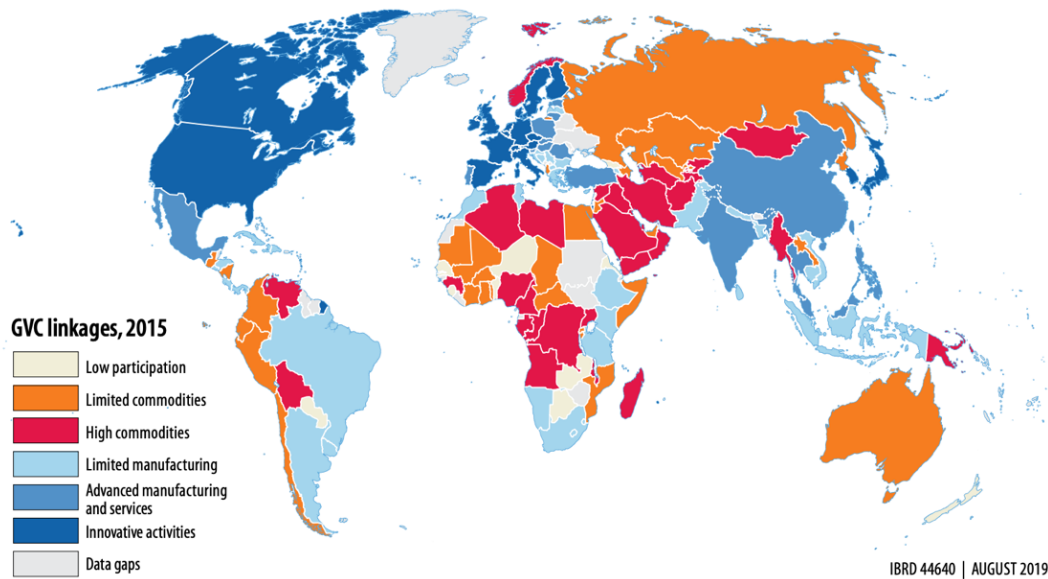 GVC linkages, 2015
Low participation
Limited commodities
High commodities
Limited manufacturing
Advanced manufacturing
and services
Innovative activities
Data gaps
IBRD 44640 | AUGUST 2019